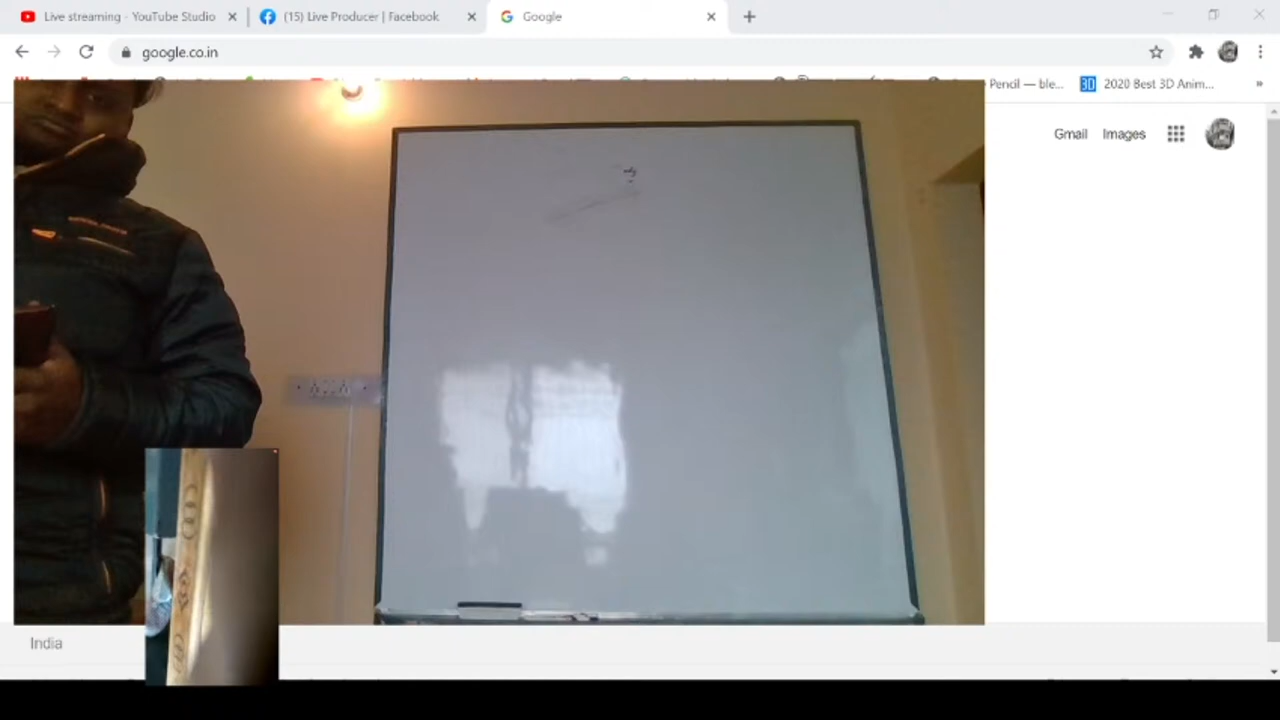 Live streaming - YouTube Studio
(15) Live Producer | Facebook
Google
google.co.in
Pencil — ble...
3D 2020 Best 3D Anim...
»
Gmail Images
India